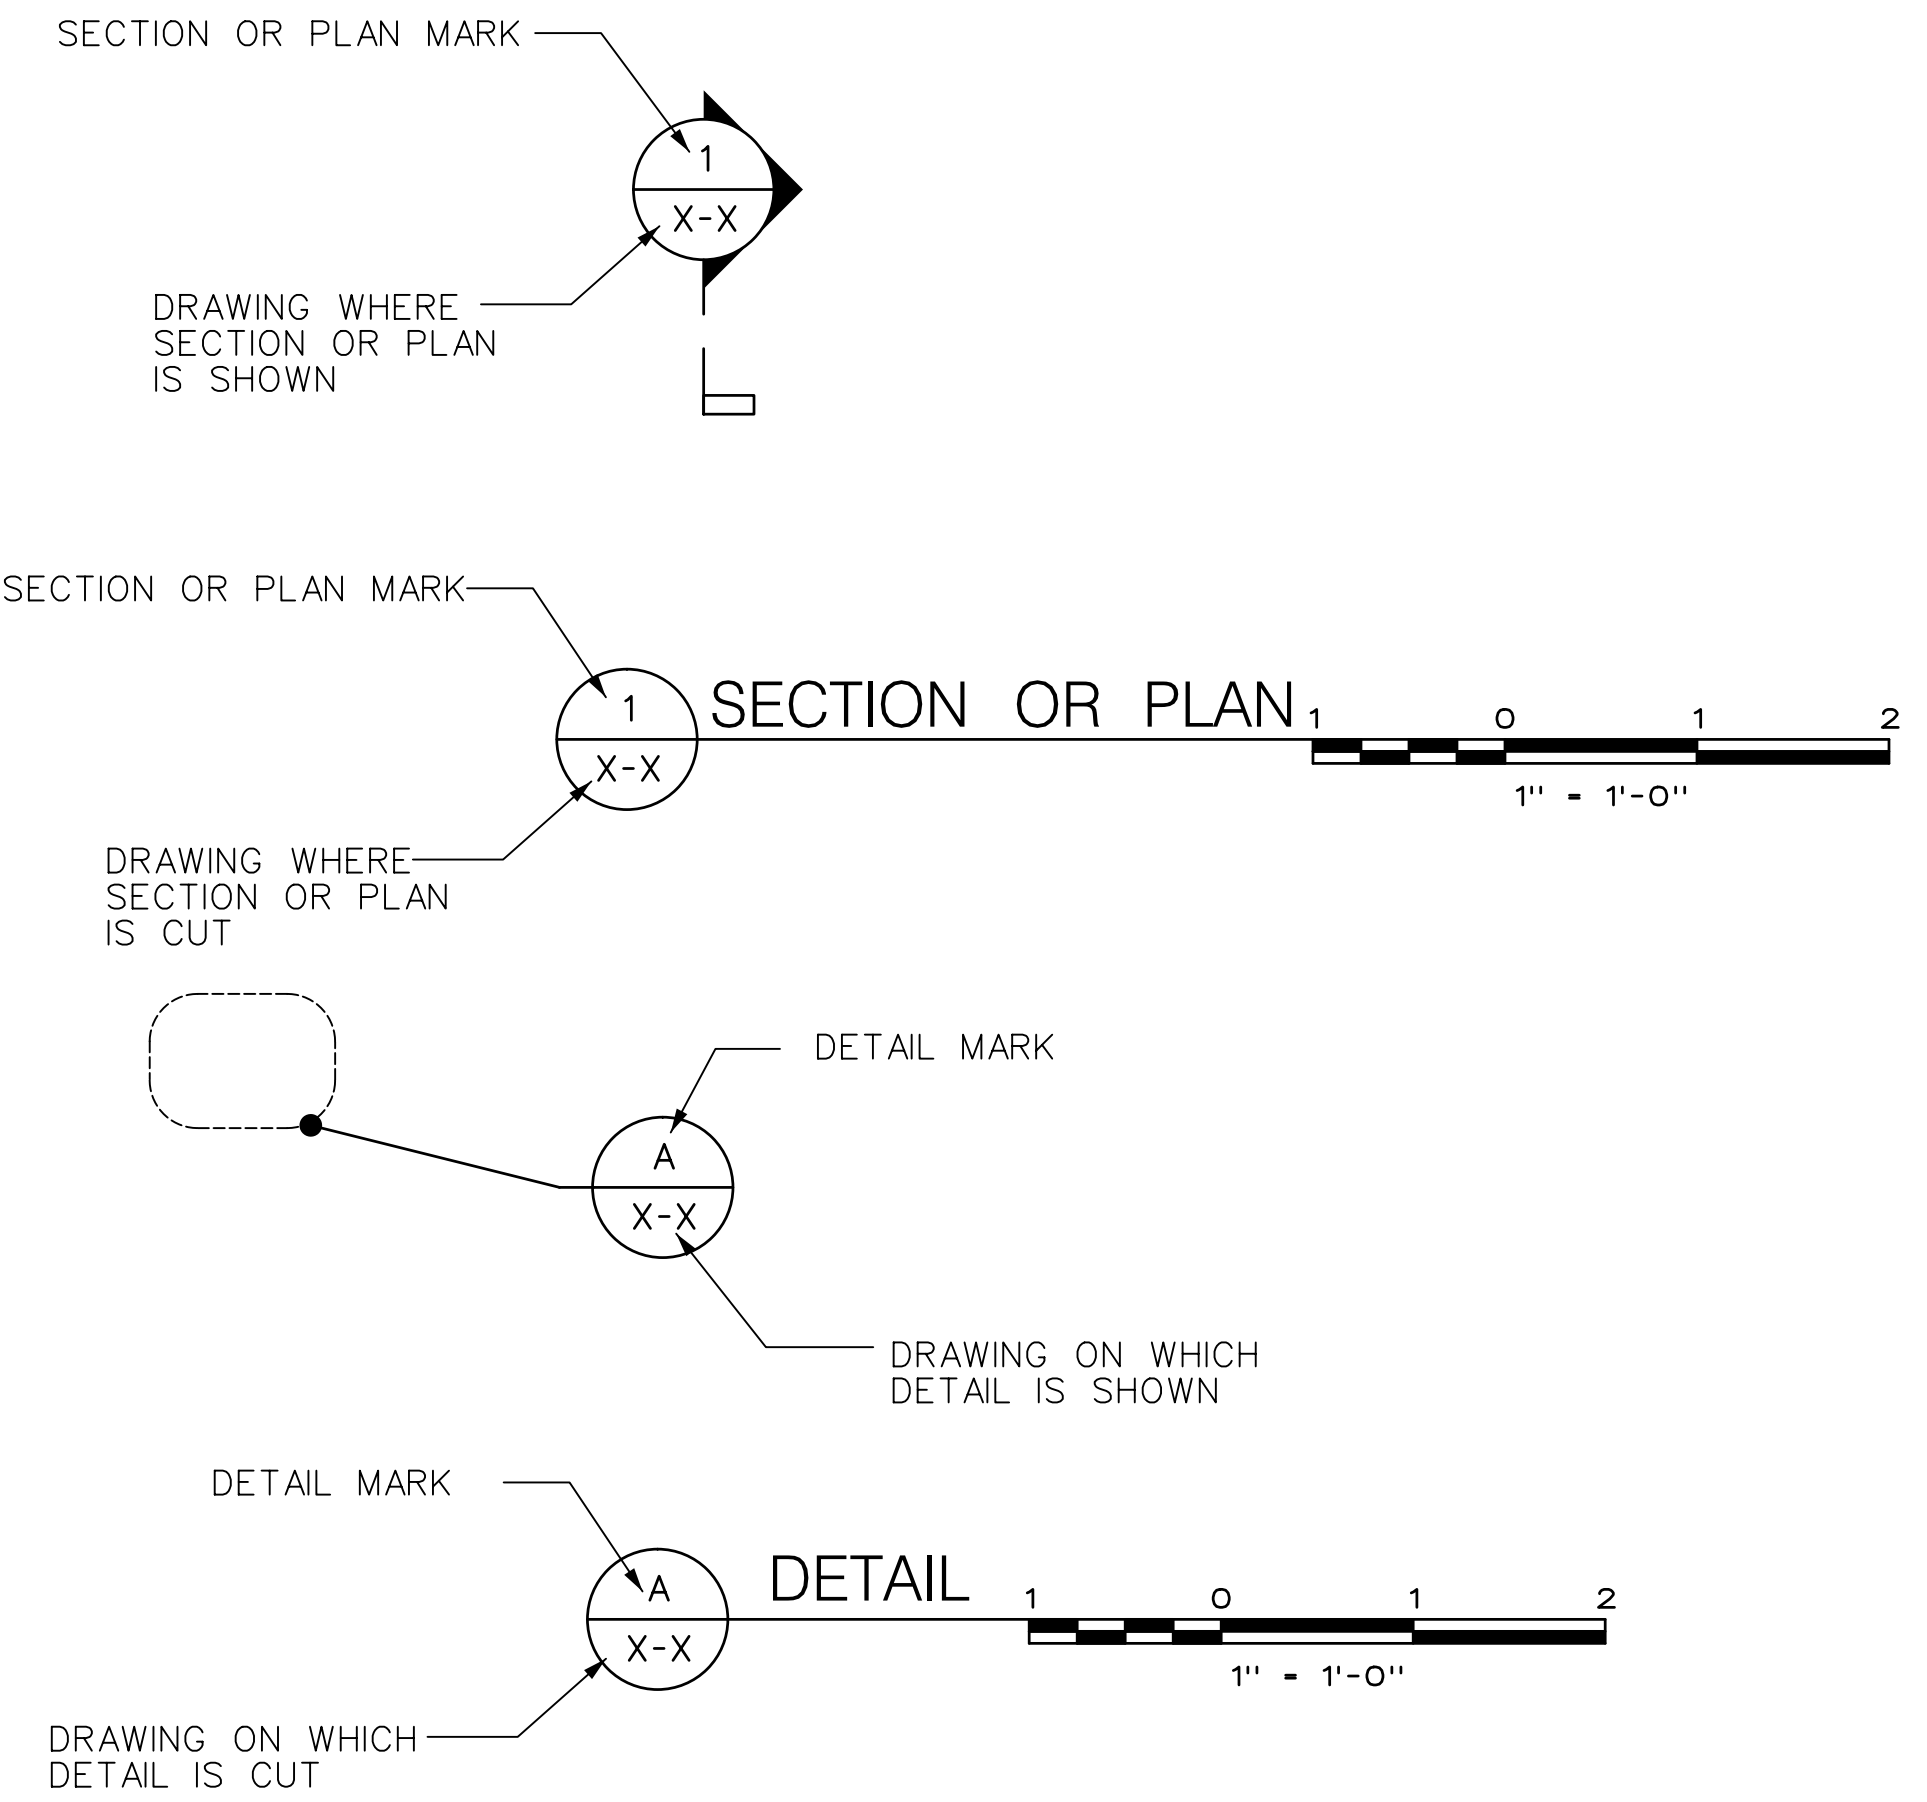 SECTION OR PLAN MARK
1
X-X
DRAWING WHERE
SECTION OR PLAN
IS SHOWN
SECTION OR PLAN MARK
1
X-X
SECTION OR PLAN
1 0 1 2
1" = 1'-0"
DRAWING WHERE
SECTION OR PLAN
IS CUT
DETAIL MARK
A
X-X
DRAWING ON WHICH
DETAIL IS SHOWN
DETAIL MARK
A
X-X
DETAIL
1 0 1 2
1" = 1'-0"
DRAWING ON WHICH
DETAIL IS CUT